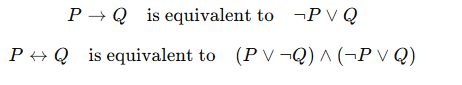 P → Q is equivalent to ¬P ∨ Q
P ↔ Q is equivalent to (P ∨ ¬Q) ∧ (¬P ∨ Q)